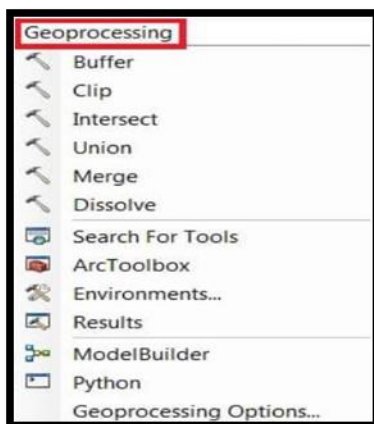 Geoprocessing
Buffer
Clip
Intersect
Union
Merge
Dissolve
Search For Tools
ArcToolbox
Environments...
Results
ModelBuilder
Python
Geoprocessing Options...